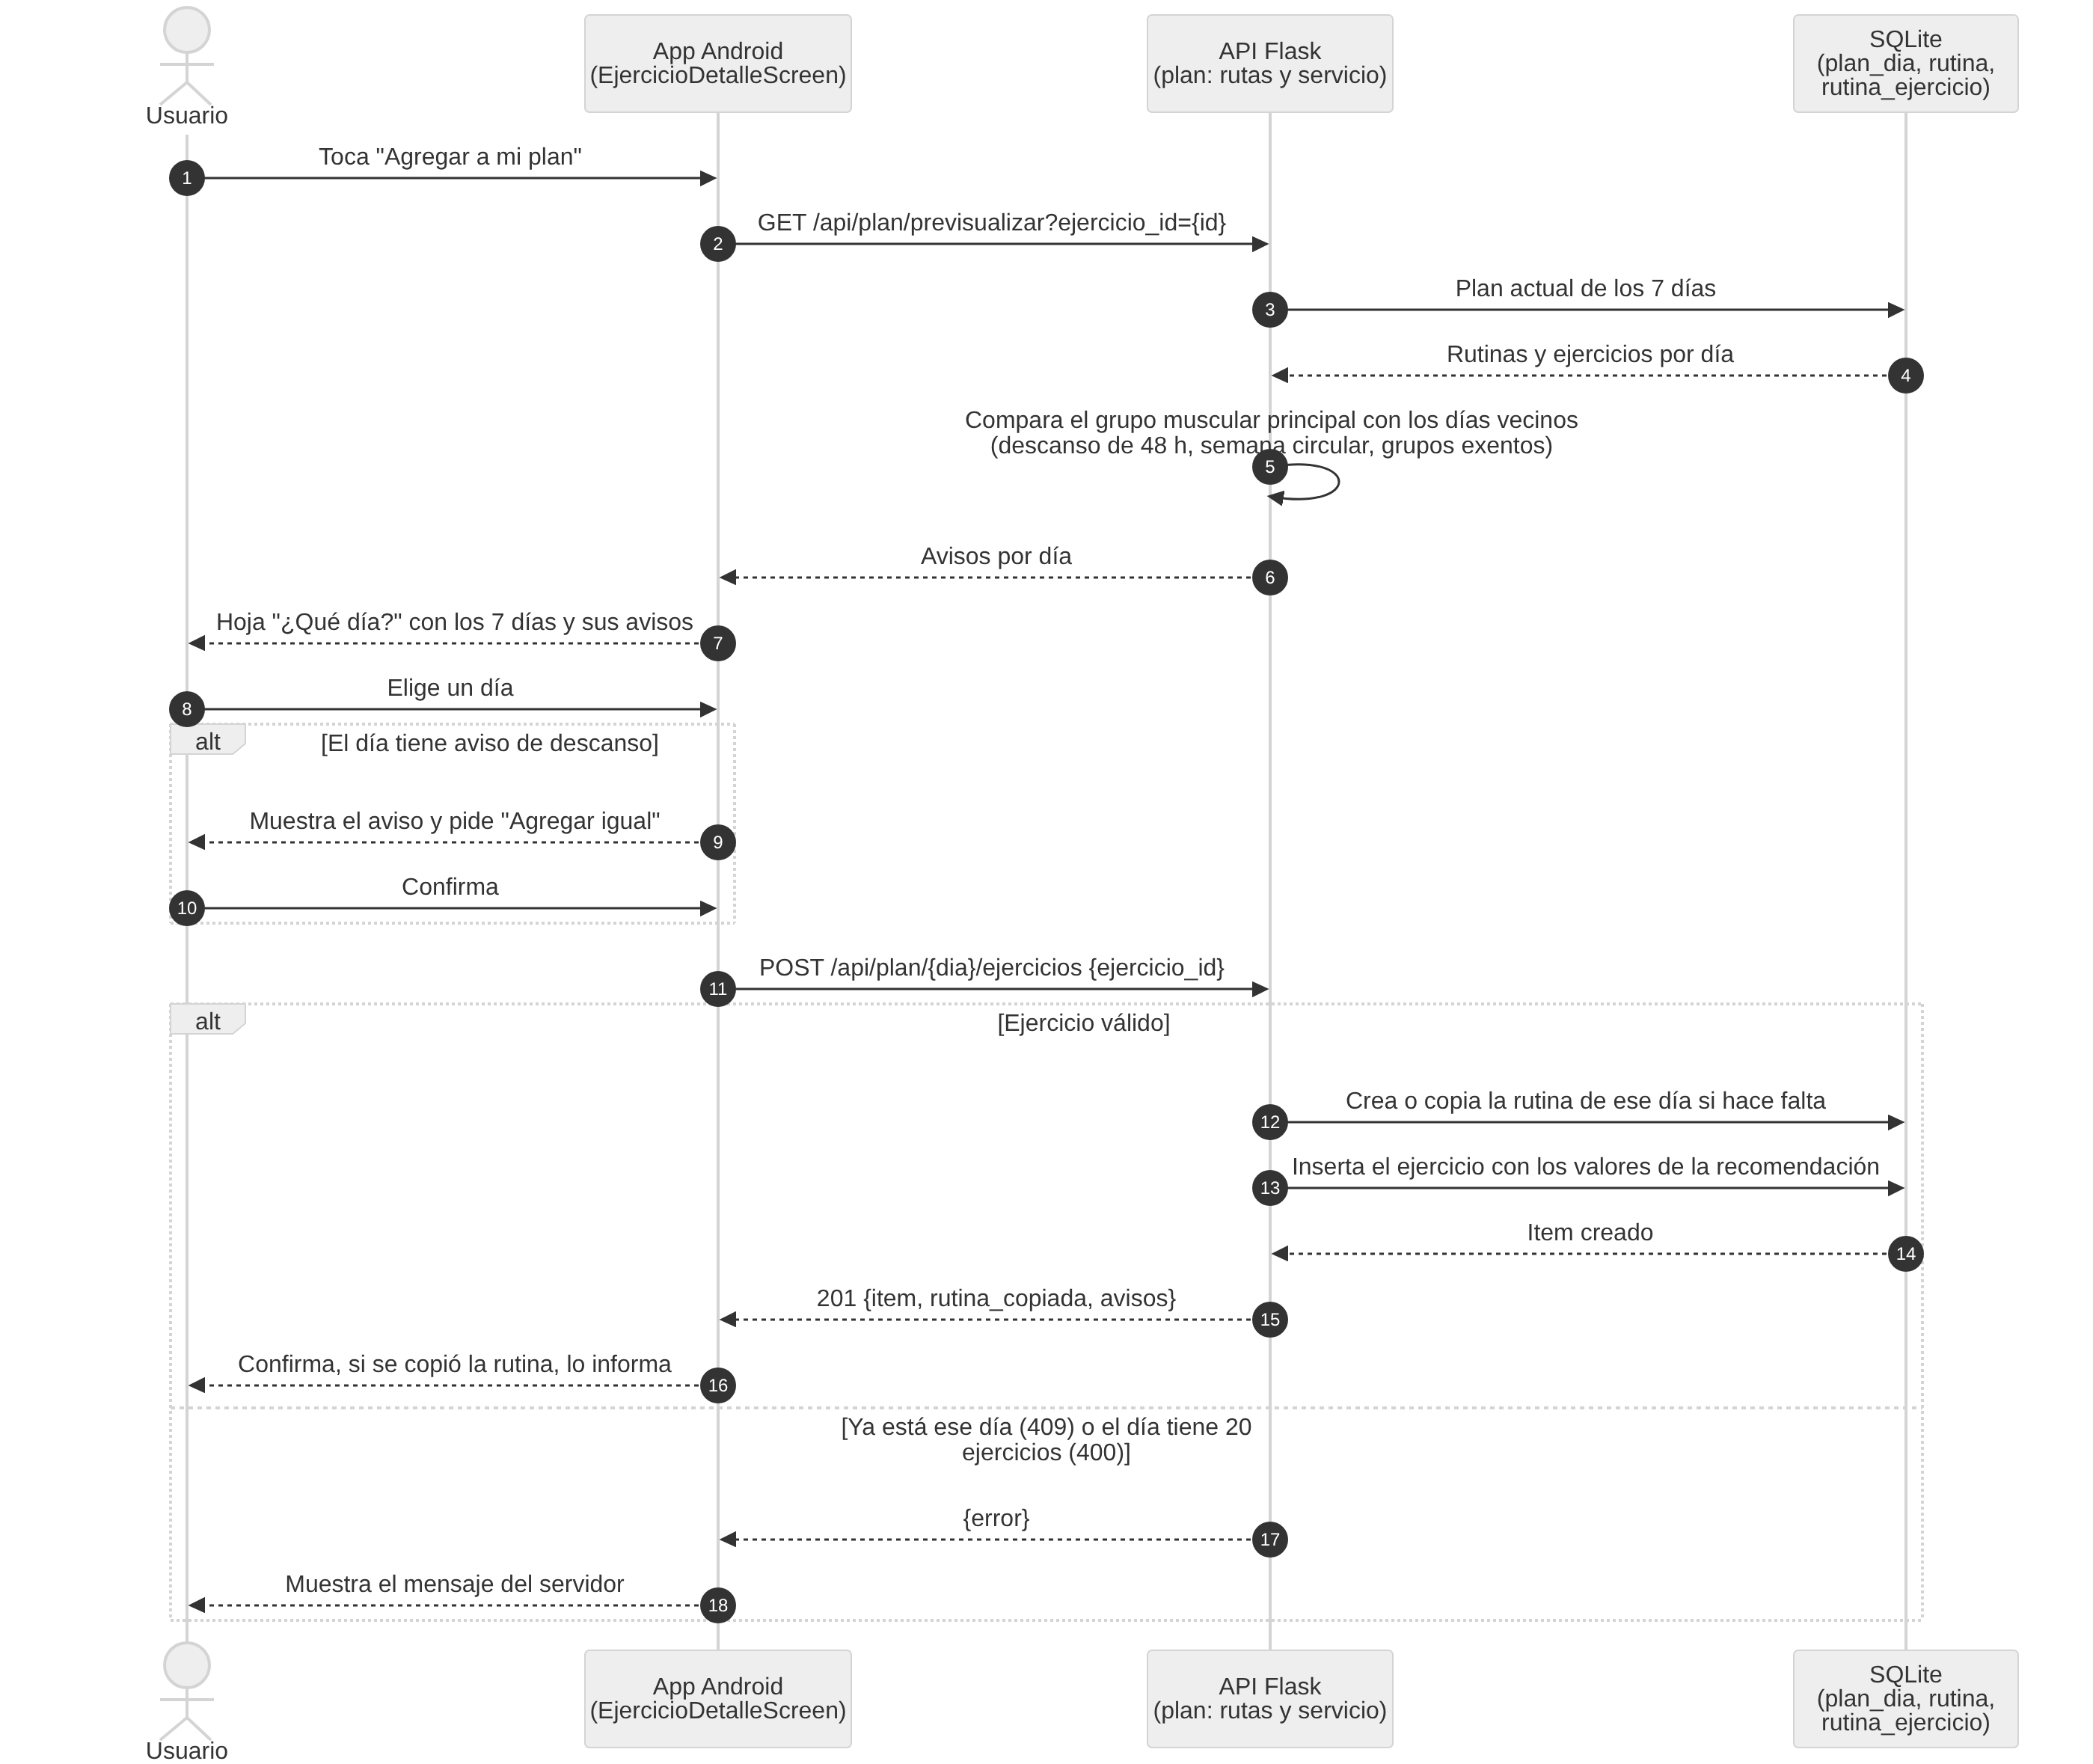 Usuario
App Android
(EjercicioDetalleScreen)
API Flask
(plan: rutas y servicio)
SQLite
(plan_dia, rutina,
rutina_ejercicio)
Toca "Agregar a mi plan"
1
GET /api/plan/previsualizar?ejercicio_id={id}
2
Plan actual de los 7 días
3
Rutinas y ejercicios por día
4
Compara el grupo muscular principal con los días vecinos
(descanso de 48 h, semana circular, grupos exentos)
5
Avisos por día
6
Hoja "¿Qué día?" con los 7 días y sus avisos
7
Elige un día
8
alt
[El día tiene aviso de descanso]
Muestra el aviso y pide "Agregar igual"
9
Confirma
10
POST /api/plan/{dia}/ejercicios {ejercicio_id}
11
alt
[Ejercicio válido]
Crea o copia la rutina de ese día si hace falta
12
Inserta el ejercicio con los valores de la recomendación
13
Item creado
14
201 {item, rutina_copiada, avisos}
15
Confirma, si se copió la rutina, lo informa
16
[Ya está ese día (409) o el día tiene 20
ejercicios (400)]
{error}
17
Muestra el mensaje del servidor
18
Usuario
App Android
(EjercicioDetalleScreen)
API Flask
(plan: rutas y servicio)
SQLite
(plan_dia, rutina,
rutina_ejercicio)